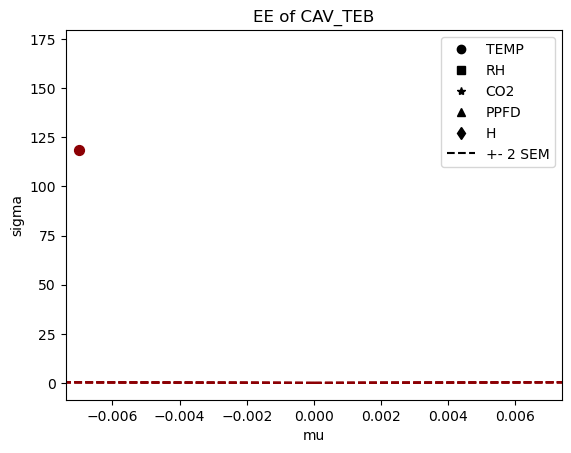 EE of CAV_TEB
175
150
125
100
75
50
25
0
sigma
TEMP
RH
CO2
PPFD
H
+- 2 SEM
−0.006
−0.004
−0.002
0.000
0.002
0.004
0.006
mu